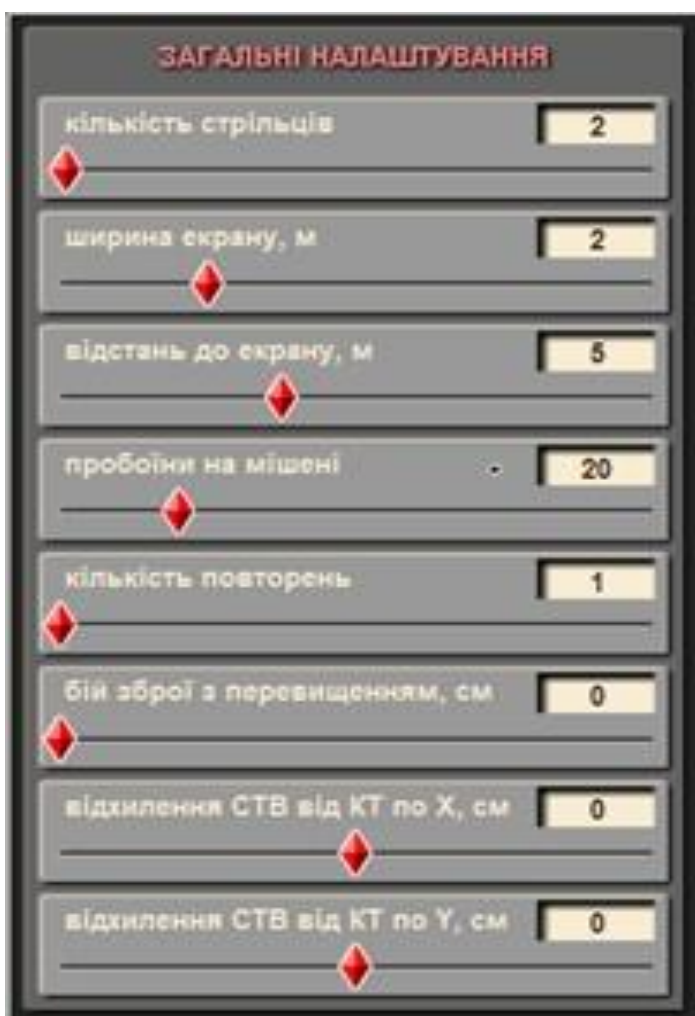 ЗАГАЛЬНІ НАЛАШТУВАННЯ
кількість стрільців 2
ширина екрану, м 2
відстань до екрану, м 5
пробоїни на мішені 20
кількість повторень 1
бій зброї з перевищенням, см 0
відхилення СТВ від КТ по X, см 0
відхилення СТВ від КТ по Y, см 0